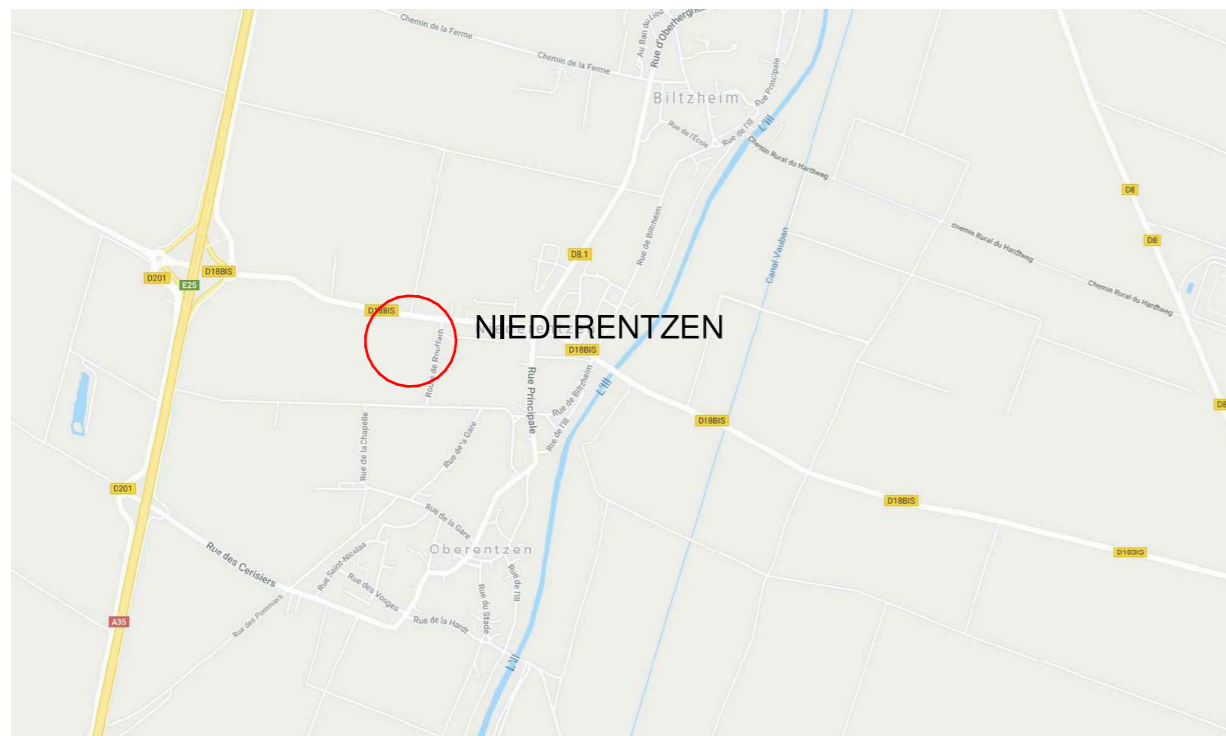 Chemin de la Ferme
Au Ban du Lieu
Rue d'Oberhergh
Chemin de la Ferme
Rue Principale
Biltzheim
Rue de l'Ill
L'Ill
Rue de l'École
Chemin Rural du Hardtweg
D8
Rue de Biltzheim
Canal Vauban
Chemin Rural du Hardtweg
D8
D8.1
D201
D18BIS
E25
Chemin Rural du Hardtweg
D18BIS
NIEDERENTZEN
Niederentzen
Route de Rouffach
D18BIS
Rue Principale
Rue de Biltzheim
L'Ill
D8
Rue de l'Ill
D18BIS
Rue de la Chapelle
Rue de la Gare
D201
D18BIS
Rue de la Gare
Rue des Cerisiers
Rue Saint-Nicolas
Oberentzen
D18BIS
Rue des Vosges
Rue de l'Ill
Rue du Stade
Rue des Pommiers
A35
Rue de la Hardt
L'Ill